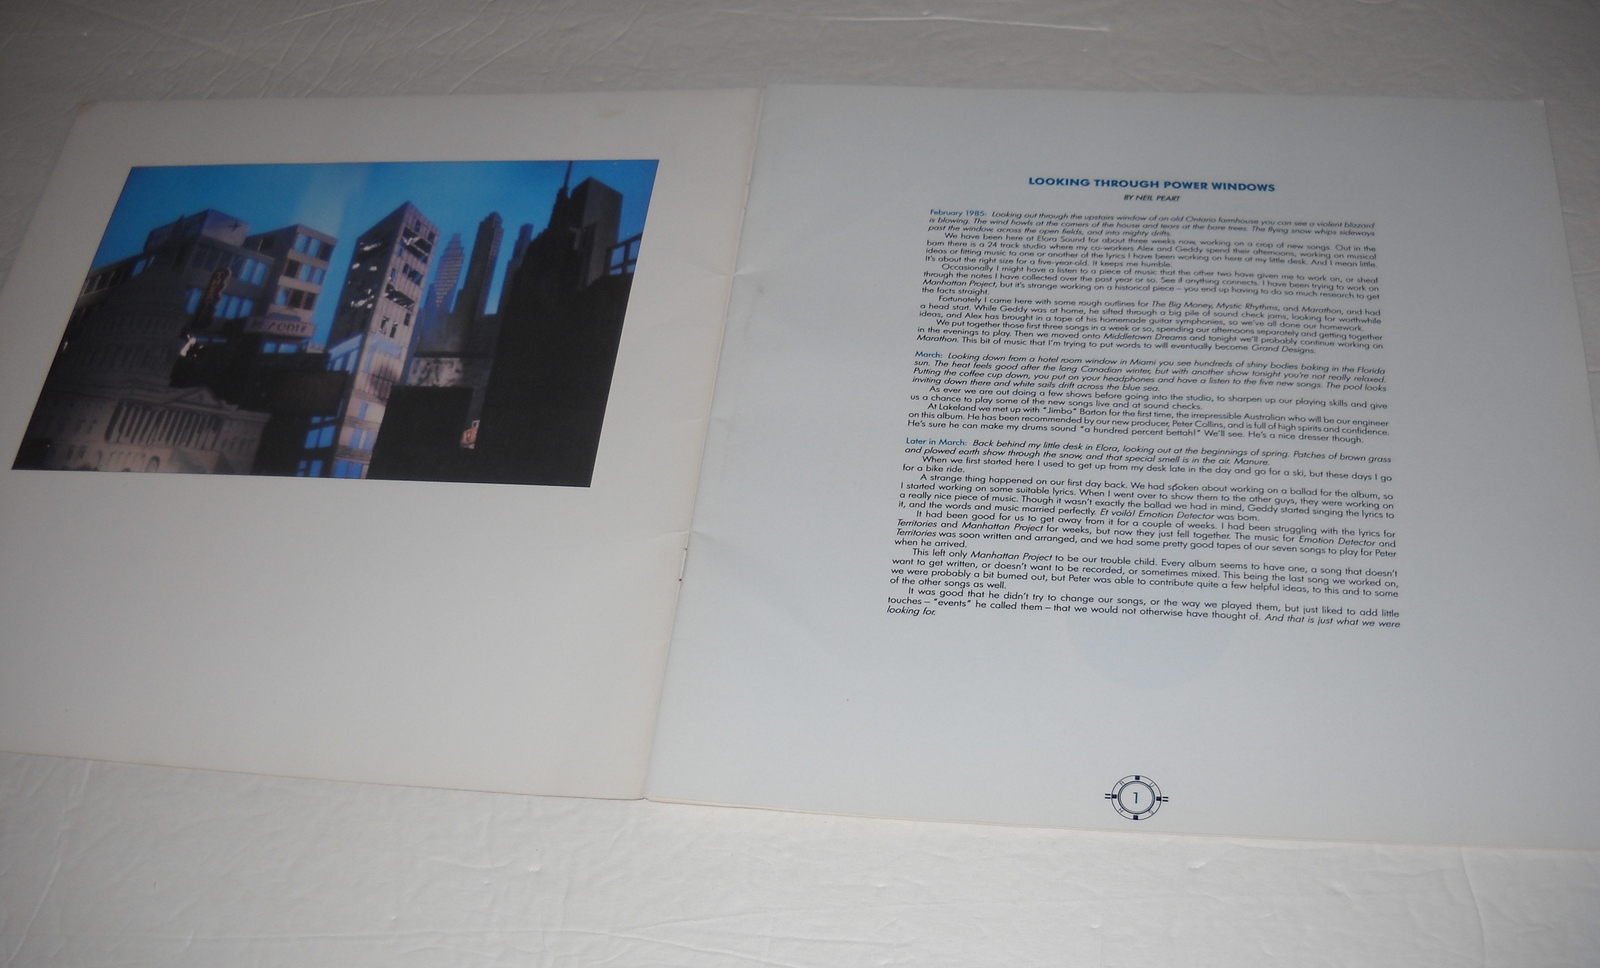 LOOKING THROUGH POWER WINDOWS
BY NEIL PEART
February 1985: Looking out through the upstairs window of an old Ontario farmhouse you can see a violent blizzard
is blowing. The wind howls at the corners of the house and tears at the bare trees. The flying snow whips sideways
past the window, across the open fields, and into mighty drifts.
We have been here at Elora Sound for about three weeks now, working on a crop of new songs. Out in the
barn there is a 24 track studio where my co-workers Alex and Geddy spend their afternoons, working on musical
ideas or fitting music to one or another of the lyrics I have been working on here at my little desk. And I mean little.
It's about the right size for a five-year-old. It keeps me humble.
Occasionally I might have a listen to a piece of music that the other two have given me to work on, or sheaf
through the notes I have collected over the past year or so. See if anything connects. I have been trying to work on
Manhattan Project, but it's strange working on a historical piece – you end up having to do so much research to get
the facts straight.
Fortunately I came here with some rough outlines for The Big Money, Mystic Rhythms, and Marathon, and had
a head start. While Geddy was at home, he sifted through a big pile of sound check jams, looking for worthwhile
ideas, and Alex has brought in a tape of his homemade guitar symphonies, so we've all done our homework.
We put together those first three songs in a week or so, spending our afternoons separately and getting together
in the evenings to play. Then we moved onto Middletown Dreams and tonight we'll probably continue working on
Marathon. This bit of music that I'm trying to put words to will eventually become Grand Designs.
March: Looking down from a hotel room window in Miami you see hundreds of shiny bodies baking in the Florida
sun. The heat feels good after the long Canadian winter, but with another show tonight you're not really relaxed.
Putting the coffee cup down, you put on your headphones and have a listen to the five new songs. The pool looks
inviting down there and white sails drift across the blue sea.
As ever we are out doing a few shows before going into the studio, to sharpen up our playing skills and give
us a chance to play some of the new songs live and at sound checks.
At Lakeland we met up with "Jimbo" Barton for the first time, the irrepressible Australian who will be our engineer
on this album. He has been recommended by our new producer, Peter Collins, and is full of high spirits and confidence.
He's sure he can make my drums sound "a hundred percent bettah!" We'll see. He's a nice dresser though.
Later in March: Back behind my little desk in Elora, looking out at the beginnings of spring. Patches of brown grass
and plowed earth show through the snow, and that special smell is in the air. Manure.
When we first started here I used to get up from my desk late in the day and go for a ski, but these days I go
for a bike ride.
A strange thing happened on our first day back. We had spoken about working on a ballad for the album, so
I started working on some suitable lyrics. When I went over to show them to the other guys, they were working on
a really nice piece of music. Though it wasn't exactly the ballad we had in mind, Geddy started singing the lyrics to
it, and the words and music married perfectly. Et voilà! Emotion Detector was born.
It had been good for us to get away from it for a couple of weeks. I had been struggling with the lyrics for
Territories and Manhattan Project for weeks, but now they just fell together. The music for Emotion Detector and
Territories was soon written and arranged, and we had some pretty good tapes of our seven songs to play for Peter
when he arrived.
This left only Manhattan Project to be our trouble child. Every album seems to have one, a song that doesn't
want to get written, or doesn't want to be recorded, or sometimes mixed. This being the last song we worked on,
we were probably a bit burned out, but Peter was able to contribute quite a few helpful ideas, to this and to some
of the other songs as well.
It was good that he didn't try to change our songs, or the way we played them, but just liked to add little
touches – "events" he called them – that we would not otherwise have thought of. And that is just what we were
looking for.
1